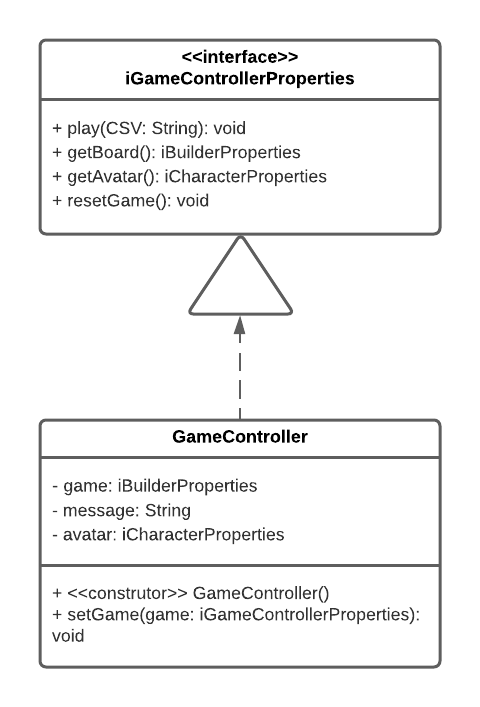 <<interface>>
iGameControllerProperties
+ play(CSV: String): void
+ getBoard(): iBuilderProperties
+ getAvatar(): iCharacterProperties
+ resetGame(): void
GameController
- game: iBuilderProperties
- message: String
- avatar: iCharacterProperties
+ <<construtor>> GameController()
+ setGame(game: iGameControllerProperties):
void